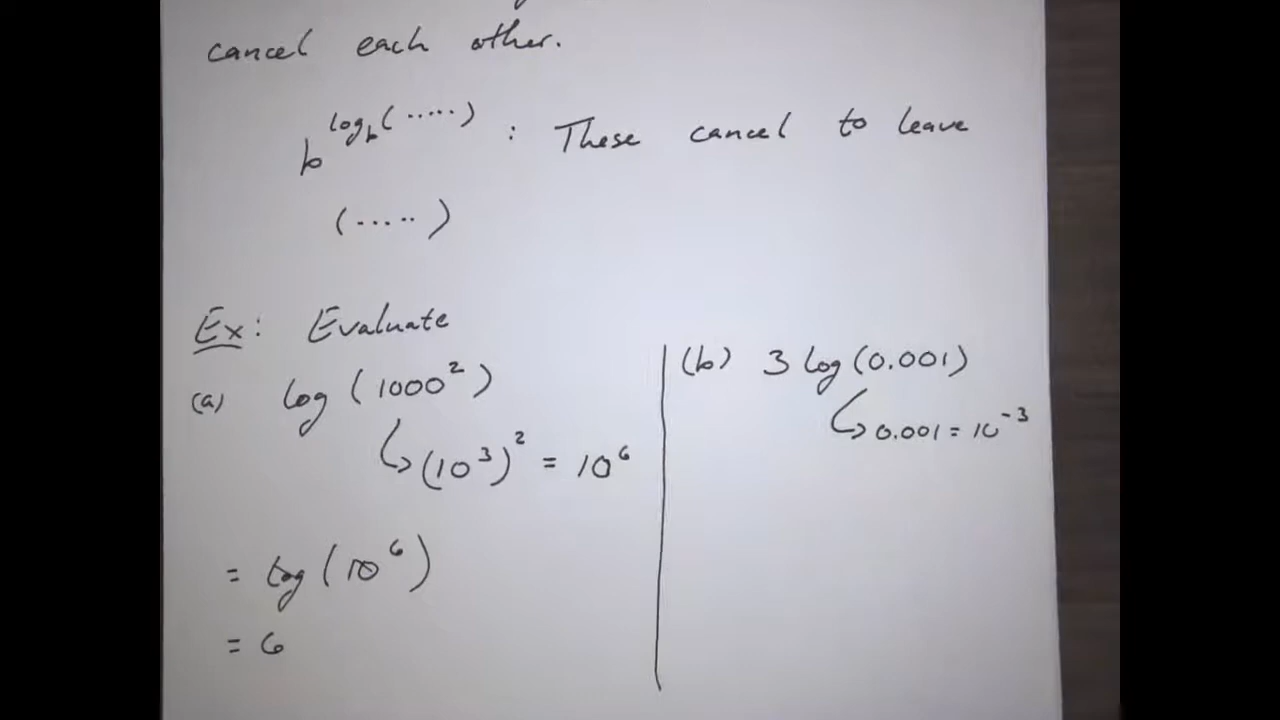 cancel each other.
b^log_b(.....) : These cancel to leave
(.....)
Ex: Evaluate
(a) log (1000²)
↳ (10³)² = 10⁶
= log (10⁶)
= 6
(b) 3 log (0.001)
↳ 0.001 = 10⁻³